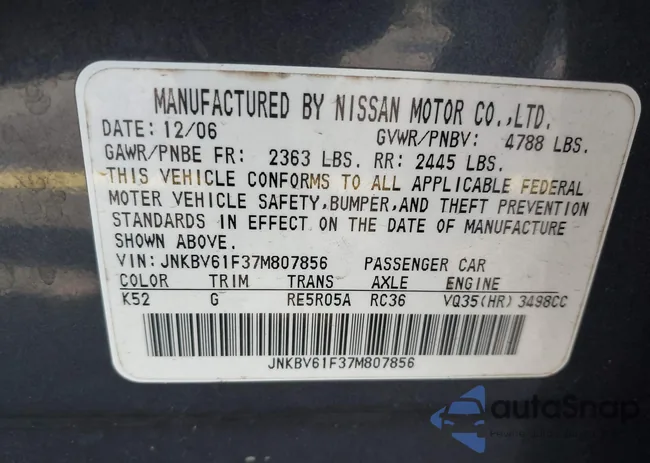 MANUFACTURED BY NISSAN MOTOR CO.,LTD.
DATE: 12/06 GVWR/PNBV: 4788 LBS.
GAWR/PNBE FR: 2363 LBS. RR: 2445 LBS.
THIS VEHICLE CONFORMS TO ALL APPLICABLE FEDERAL
MOTER VEHICLE SAFETY,BUMPER,AND THEFT PREVENTION
STANDARDS IN EFFECT ON THE DATE OF MANUFACTURE
SHOWN ABOVE.
VIN:JNKBV61F37M807856 PASSENGER CAR
COLOR TRIM TRANS AXLE ENGINE
K52 G RE5R05A RC36 VQ35(HR) 3498CC
JNKBV61F37M807856
autoSnap